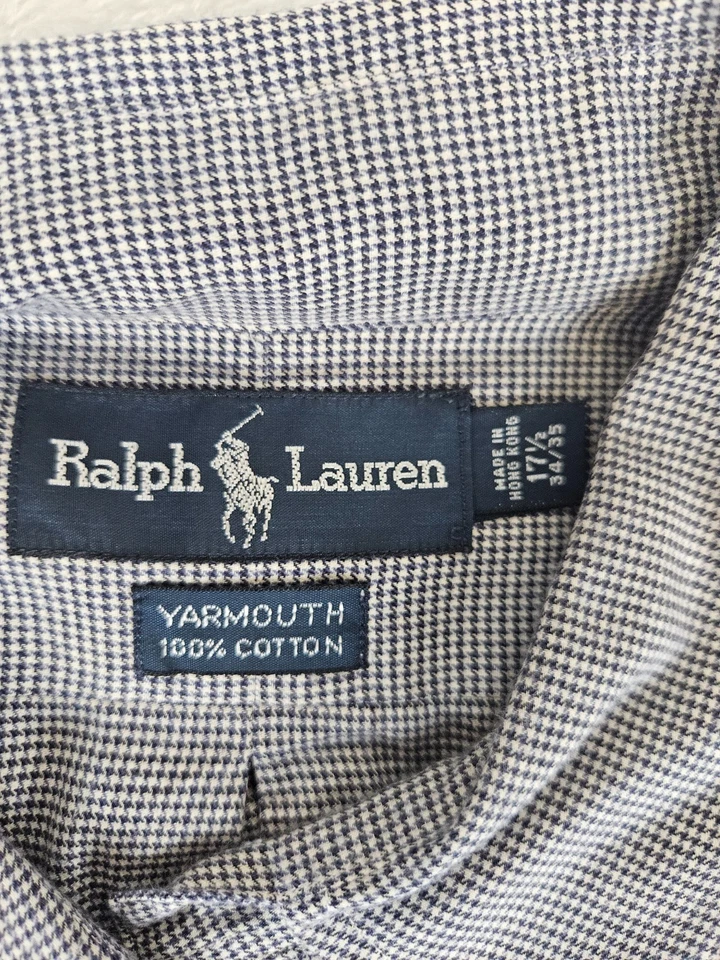 Ralph Lauren
MADE IN
HONG KONG
17½
34/35
YARMOUTH
100% COTTON